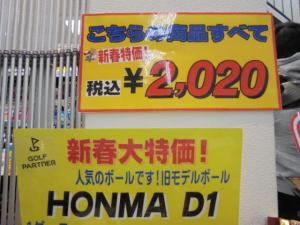 こちらの商品すべて
新春特価!
税込¥2,020
GOLF
PARTNER
新春大特価!
人気のボールです!旧モデルボール
HONMA D1